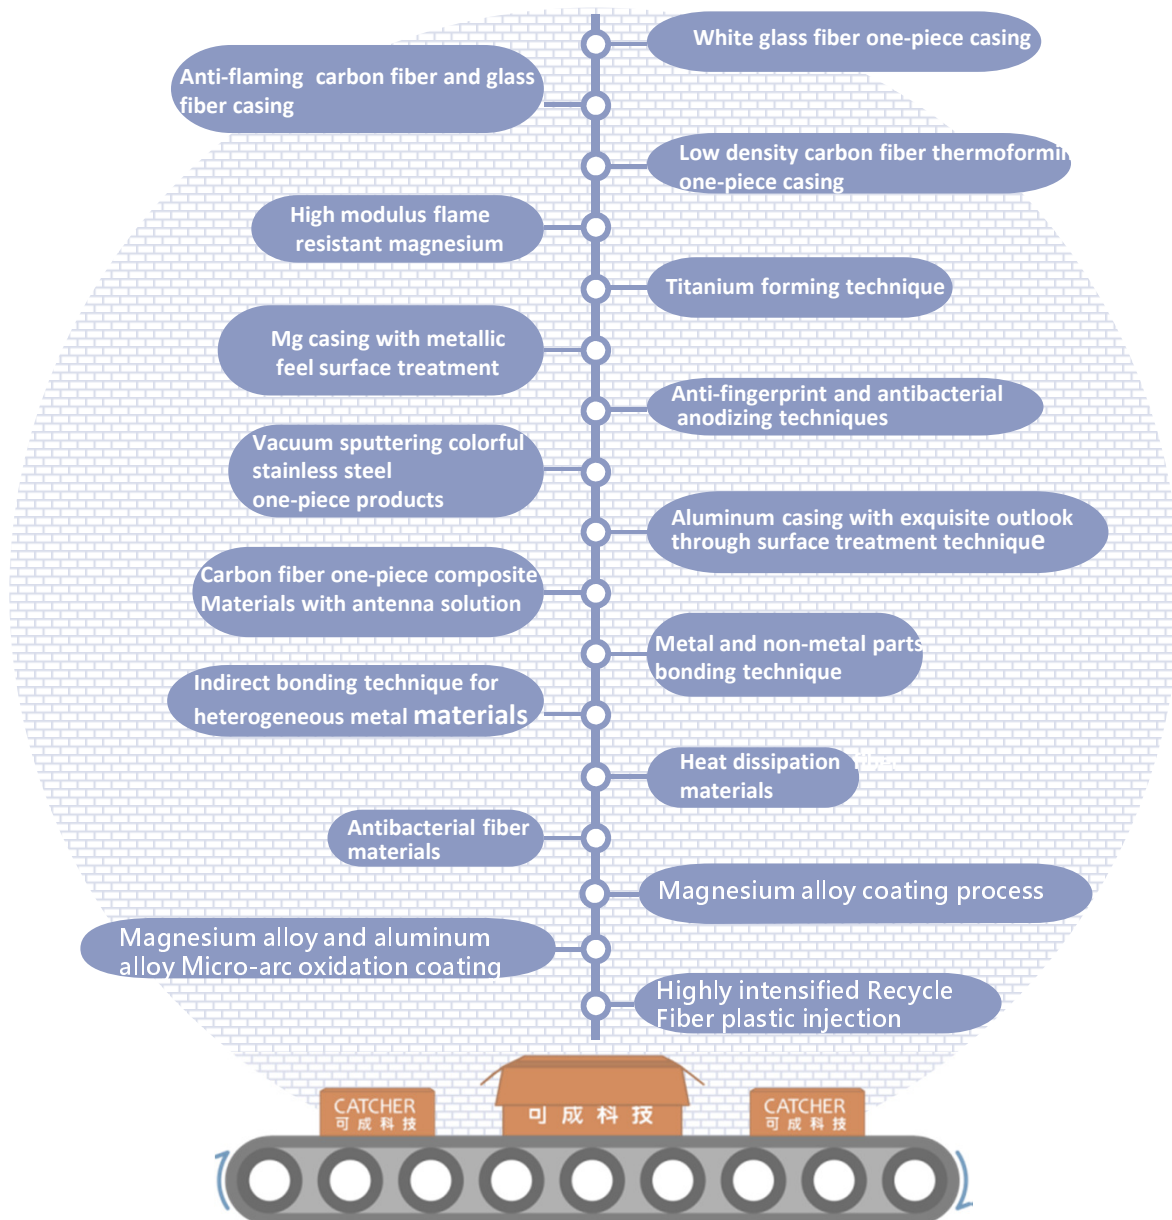 White glass fiber one-piece casing
Anti-flaming carbon fiber and glass
fiber casing
Low density carbon fiber thermoformin
one-piece casing
High modulus flame
resistant magnesium
Titanium forming technique
Mg casing with metallic
feel surface treatment
Anti-fingerprint and antibacterial
anodizing techniques
Vacuum sputtering colorful
stainless steel
one-piece products
Aluminum casing with exquisite outlook
through surface treatment technique
Carbon fiber one-piece composite
Materials with antenna solution
Metal and non-metal parts
bonding technique
Indirect bonding technique for
heterogeneous metal materials
Heat dissipation fiber
materials
Antibacterial fiber
materials
Magnesium alloy coating process
Magnesium alloy and aluminum
alloy Micro-arc oxidation coating
Highly intensified Recycle
Fiber plastic injection
CATCHER
可成科技
可成科技
CATCHER
可成科技